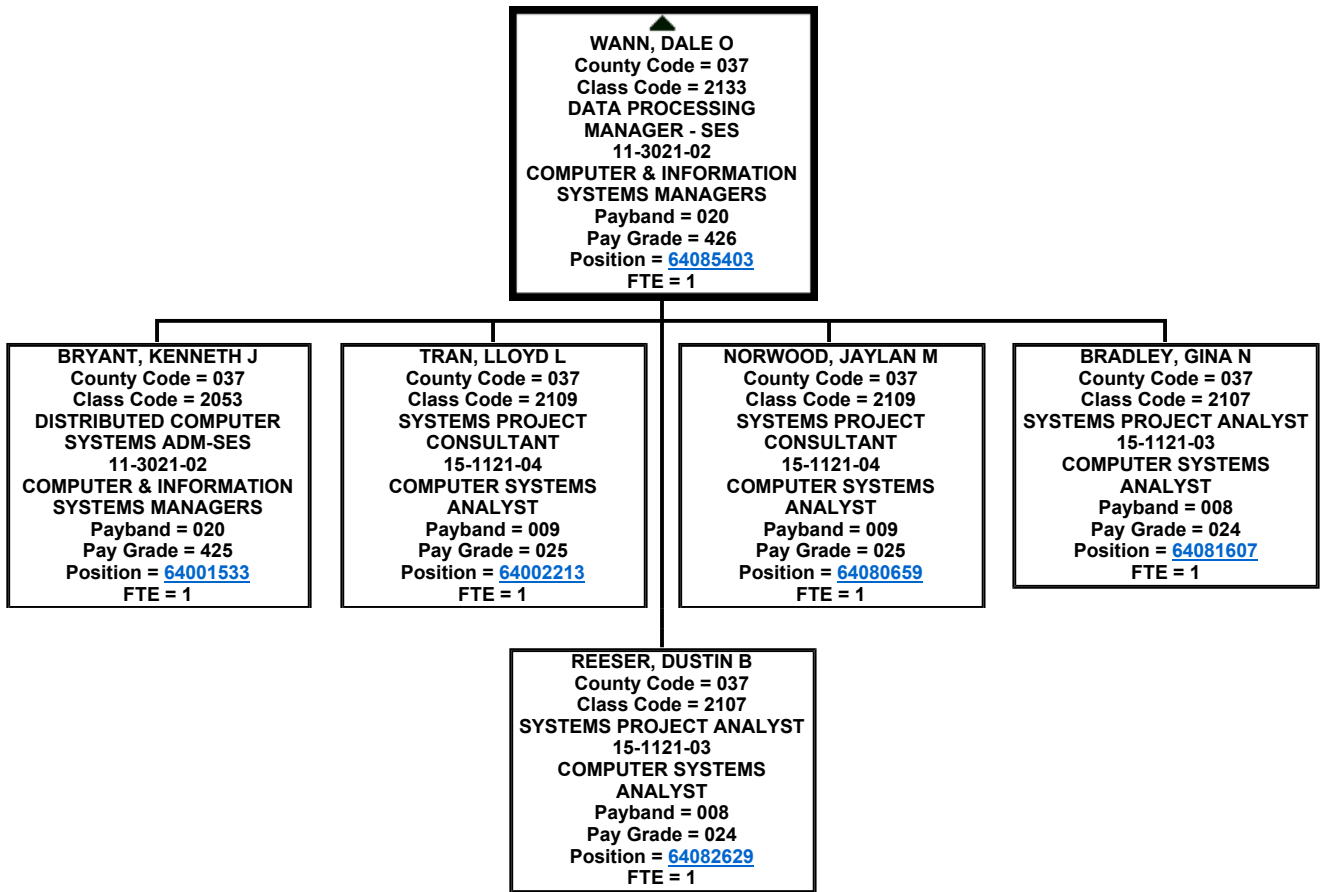 WANN, DALE O
County Code = 037
Class Code = 2133
DATA PROCESSING
MANAGER - SES
11-3021-02
COMPUTER & INFORMATION
SYSTEMS MANAGERS
Payband = 020
Pay Grade = 426
Position = 64085403
FTE = 1
BRYANT, KENNETH J
County Code = 037
Class Code = 2053
DISTRIBUTED COMPUTER
SYSTEMS ADM-SES
11-3021-02
COMPUTER & INFORMATION
SYSTEMS MANAGERS
Payband = 020
Pay Grade = 425
Position = 64001533
FTE = 1
TRAN, LLOYD L
County Code = 037
Class Code = 2109
SYSTEMS PROJECT
CONSULTANT
15-1121-04
COMPUTER SYSTEMS
ANALYST
Payband = 009
Pay Grade = 025
Position = 64002213
FTE = 1
NORWOOD, JAYLAN M
County Code = 037
Class Code = 2109
SYSTEMS PROJECT
CONSULTANT
15-1121-04
COMPUTER SYSTEMS
ANALYST
Payband = 009
Pay Grade = 025
Position = 64080659
FTE = 1
BRADLEY, GINA N
County Code = 037
Class Code = 2107
SYSTEMS PROJECT ANALYST
15-1121-03
COMPUTER SYSTEMS
ANALYST
Payband = 008
Pay Grade = 024
Position = 64081607
FTE = 1
REESER, DUSTIN B
County Code = 037
Class Code = 2107
SYSTEMS PROJECT ANALYST
15-1121-03
COMPUTER SYSTEMS
ANALYST
Payband = 008
Pay Grade = 024
Position = 64082629
FTE = 1